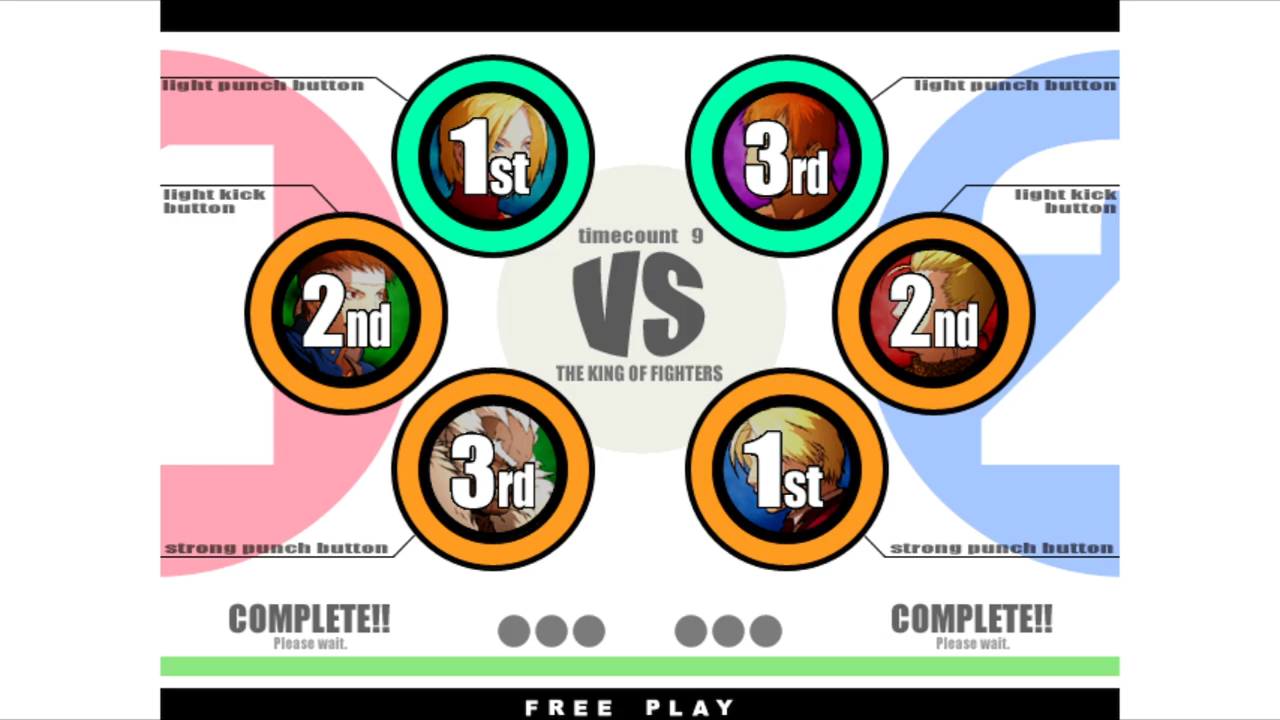 light punch button
light punch button
1st
3rd
light kick
button
light kick
button
timecount 9
VS
THE KING OF FIGHTERS
2nd
2nd
3rd
1st
strong punch button
strong punch button
COMPLETE!!
Please wait.
COMPLETE!!
Please wait.
FREE PLAY